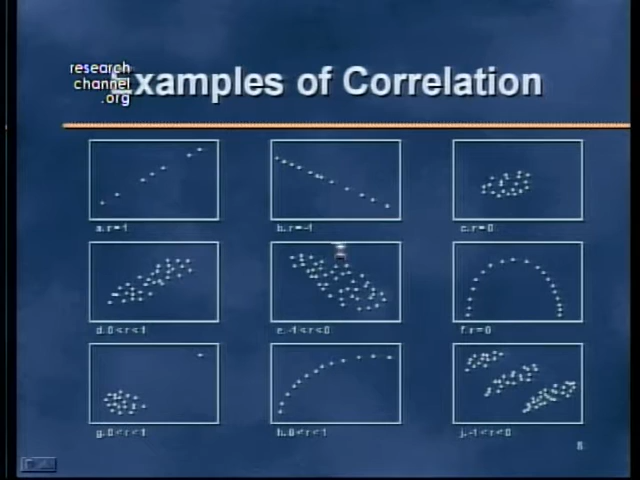 research
channel
.org
Examples of Correlation
a. r=1
b. r=-1
c. r=0
d. 0<r<1
e. -1<r<0
f. r=0
g. 0<r<1
h. 0<r<1
j. -1<r<0
8